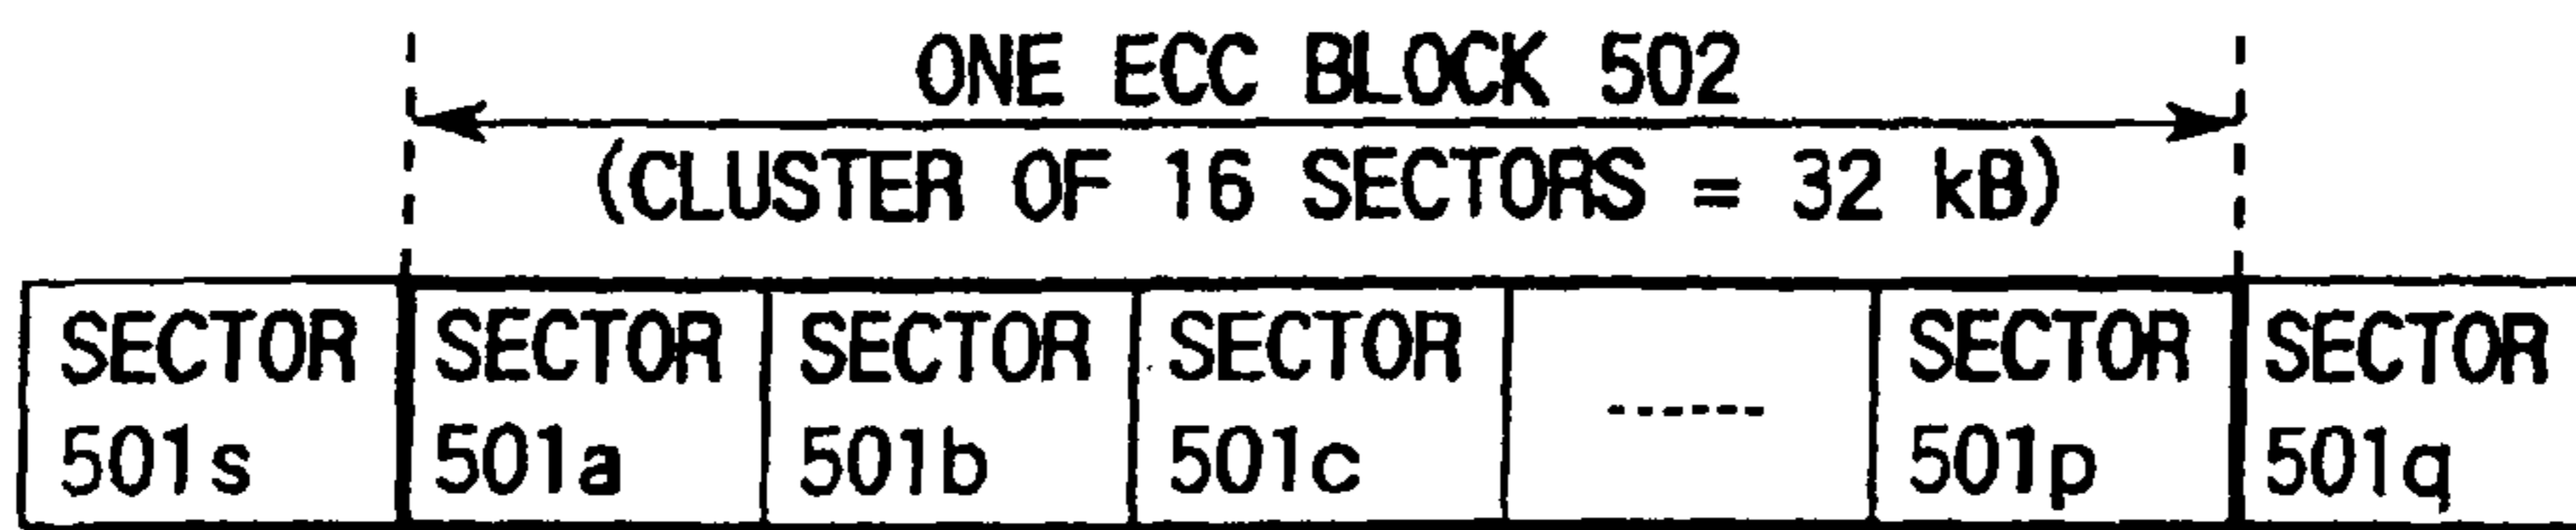 ONE ECC BLOCK 502
(CLUSTER OF 16 SECTORS = 32 kB)
SECTOR SECTOR SECTOR SECTOR SECTOR SECTOR
501s 501a 501b 501c ------ 501p 501q